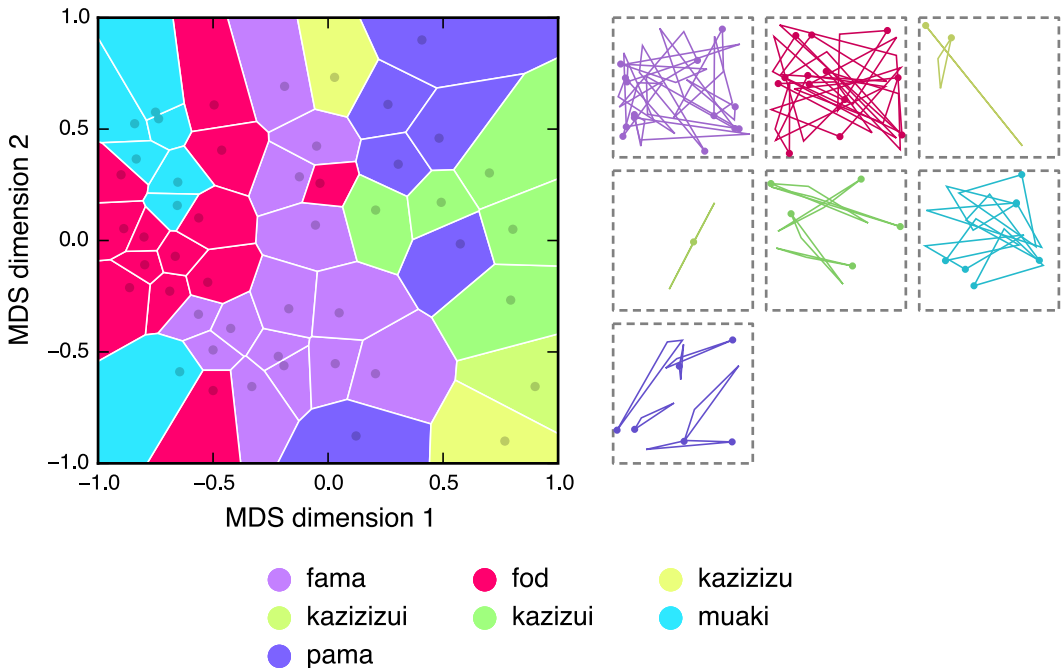 1.0
0.5
0.0
−0.5
−1.0
MDS dimension 2
−1.0 −0.5 0.0 0.5 1.0
MDS dimension 1
fama fod kazizizu
kazizizui kazizui muaki
pama